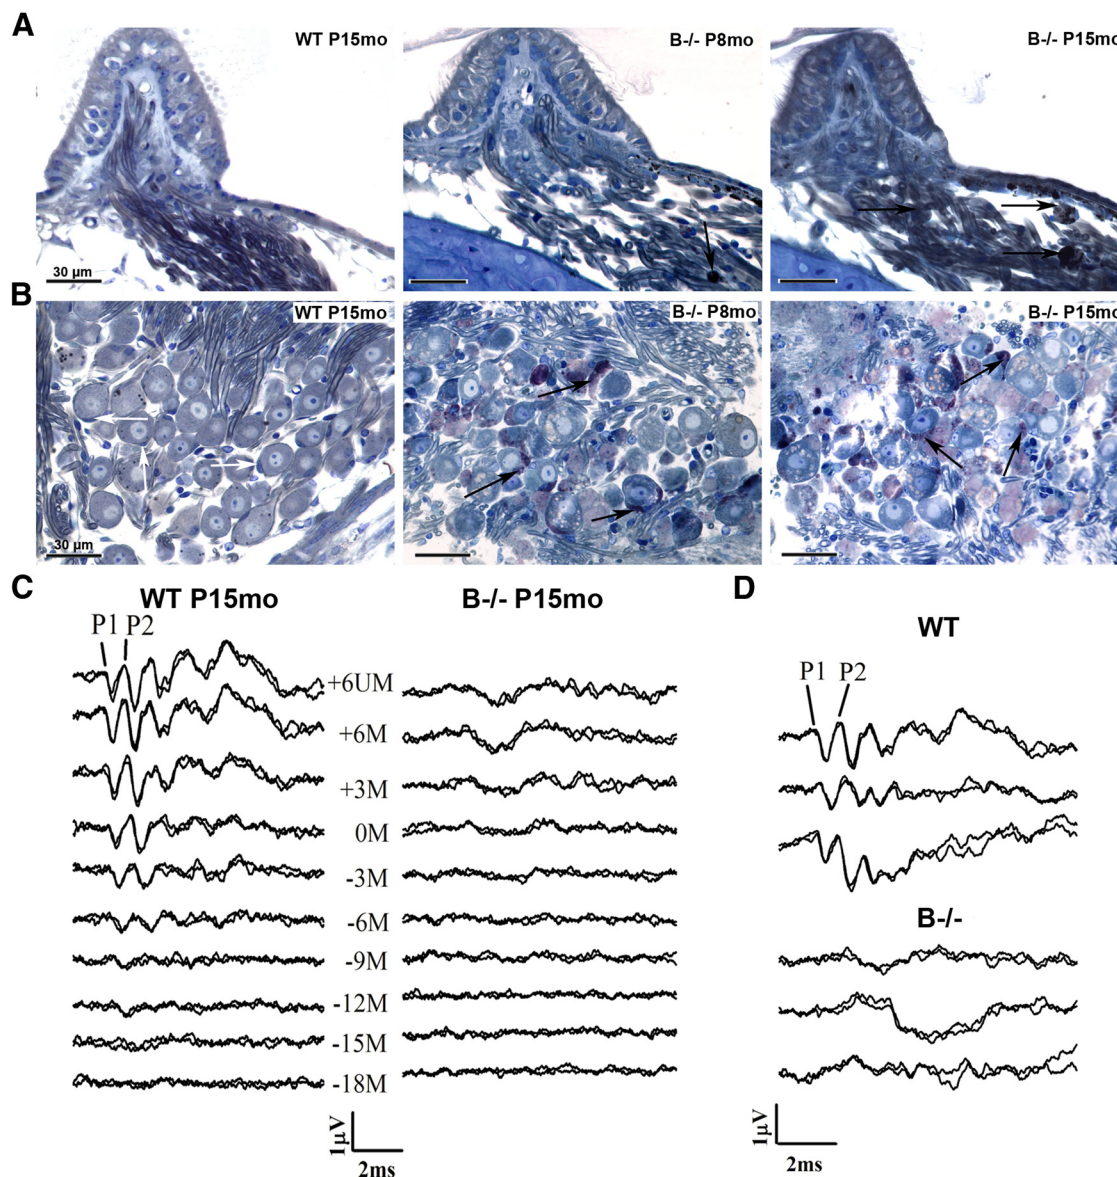 A
WT P15mo
B-/- P8mo
B-/- P15mo
30 µm
B
WT P15mo
B-/- P8mo
B-/- P15mo
30 µm
C
WT P15mo
B-/- P15mo
D
WT
P1 P2
P1 P2
+6UM
+6M
+3M
0M
-3M
-6M
-9M
-12M
-15M
-18M
B-/-
1µV
2ms
1µV
2ms